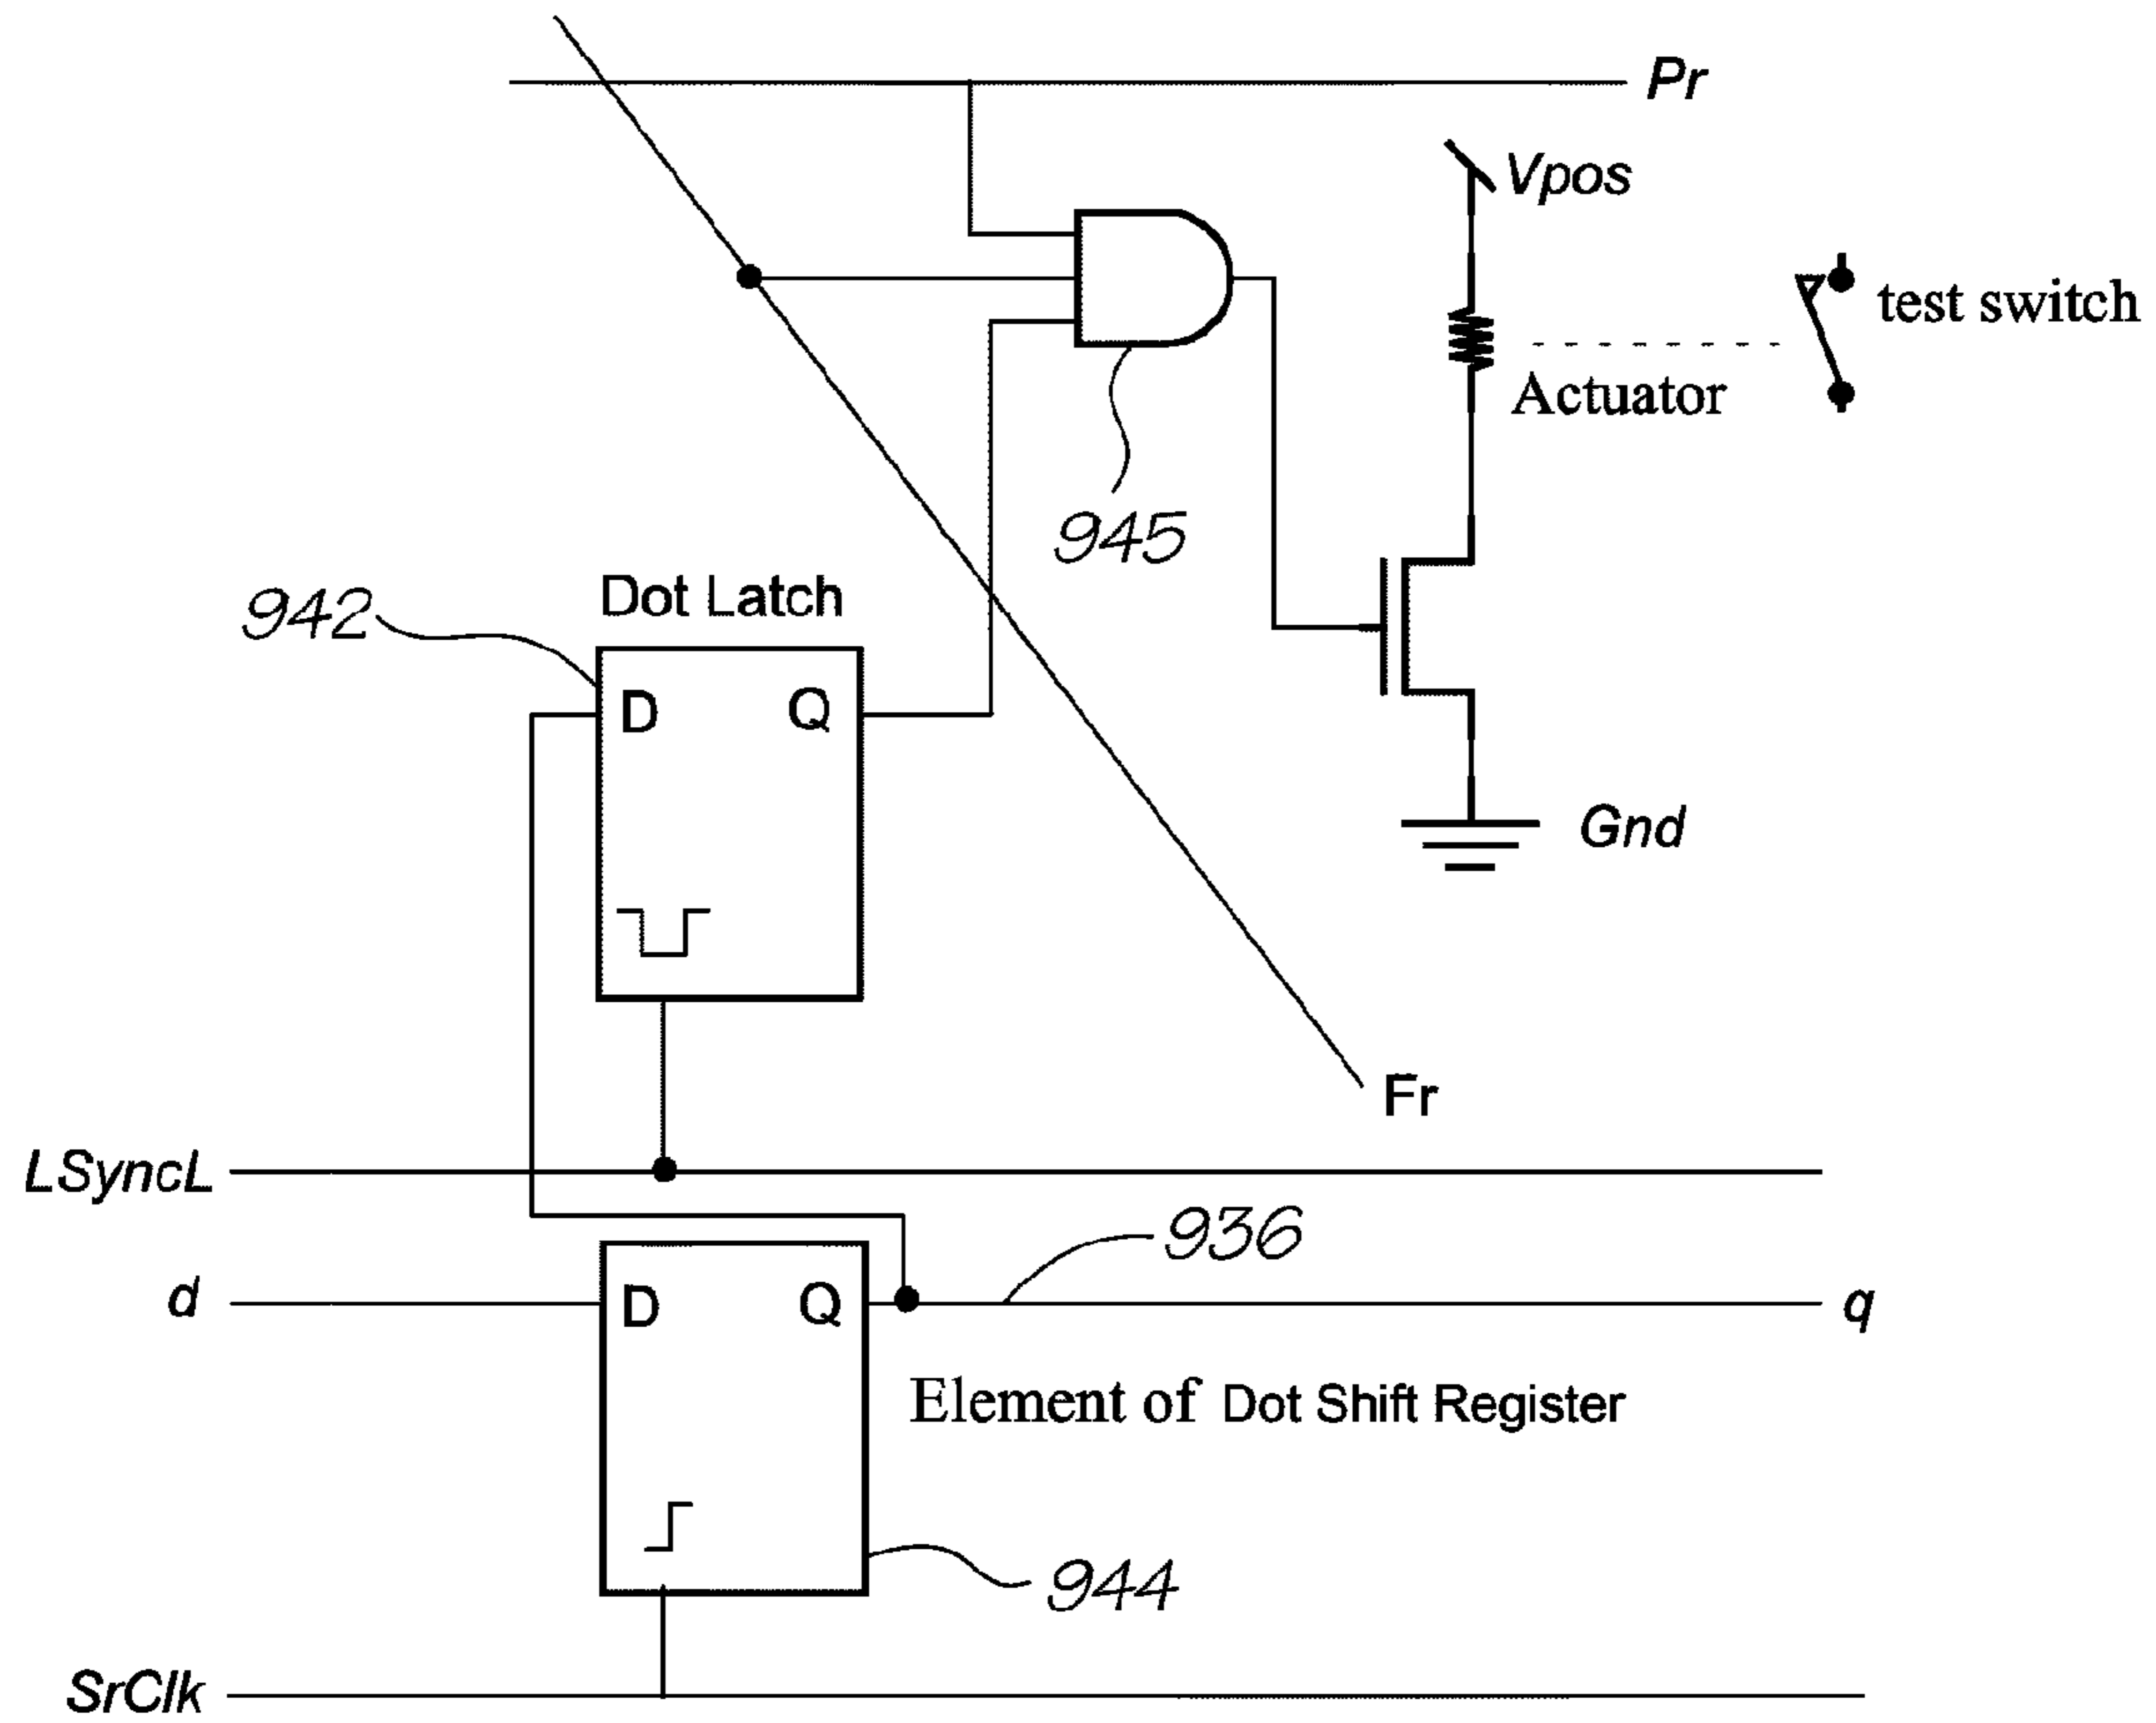 Pr
Vpos
test switch
Actuator
945
942
Dot Latch
D Q
Gnd
Fr
LSyncL
936
d
D Q
q
Element of Dot Shift Register
944
SrClk